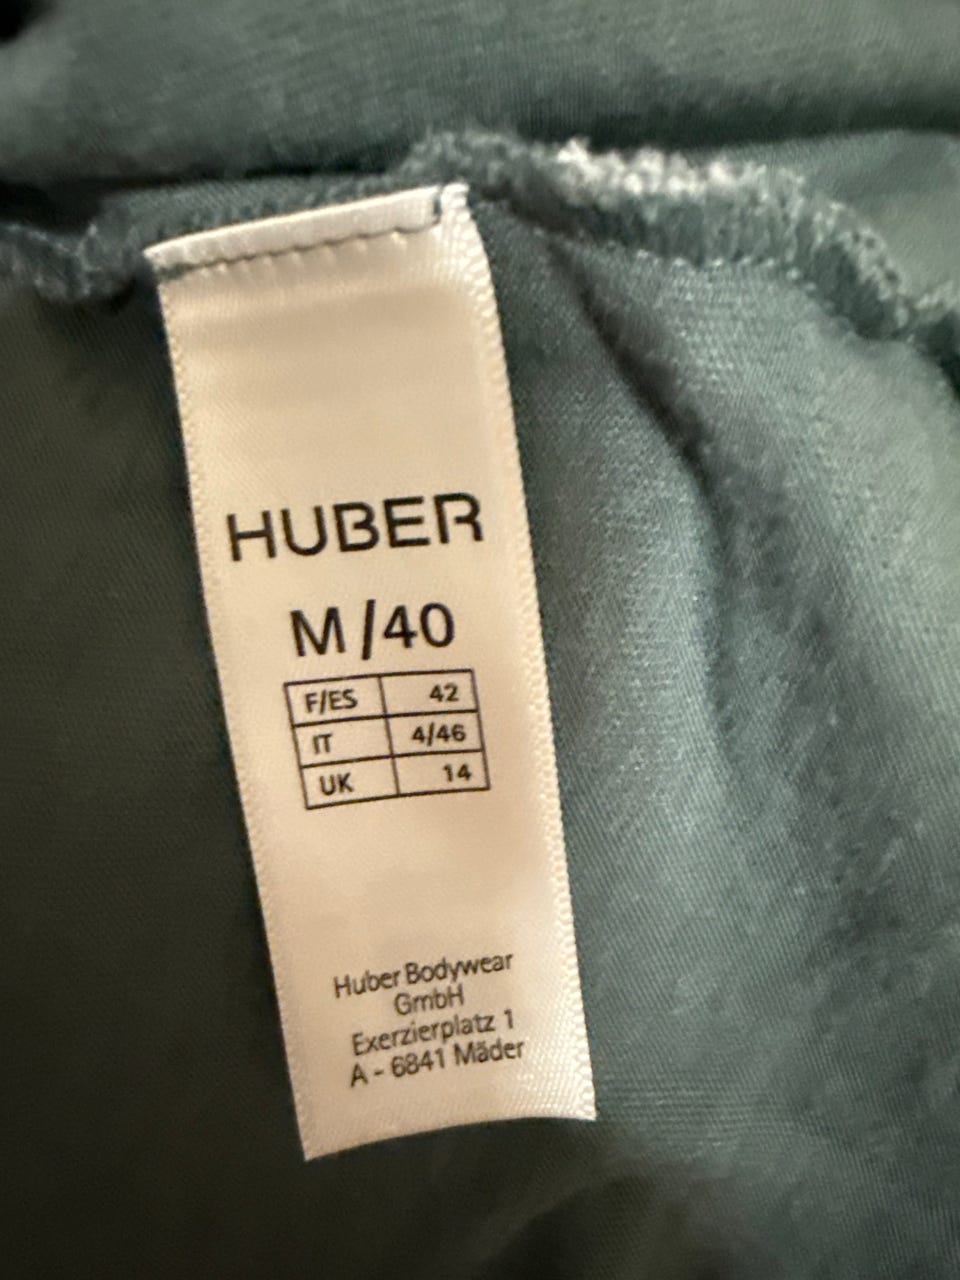 HUBER
M/40
F/ES 42
IT 4/46
UK 14
Huber Bodywear
GmbH
Exerzierplatz 1
A - 6841 Mäder